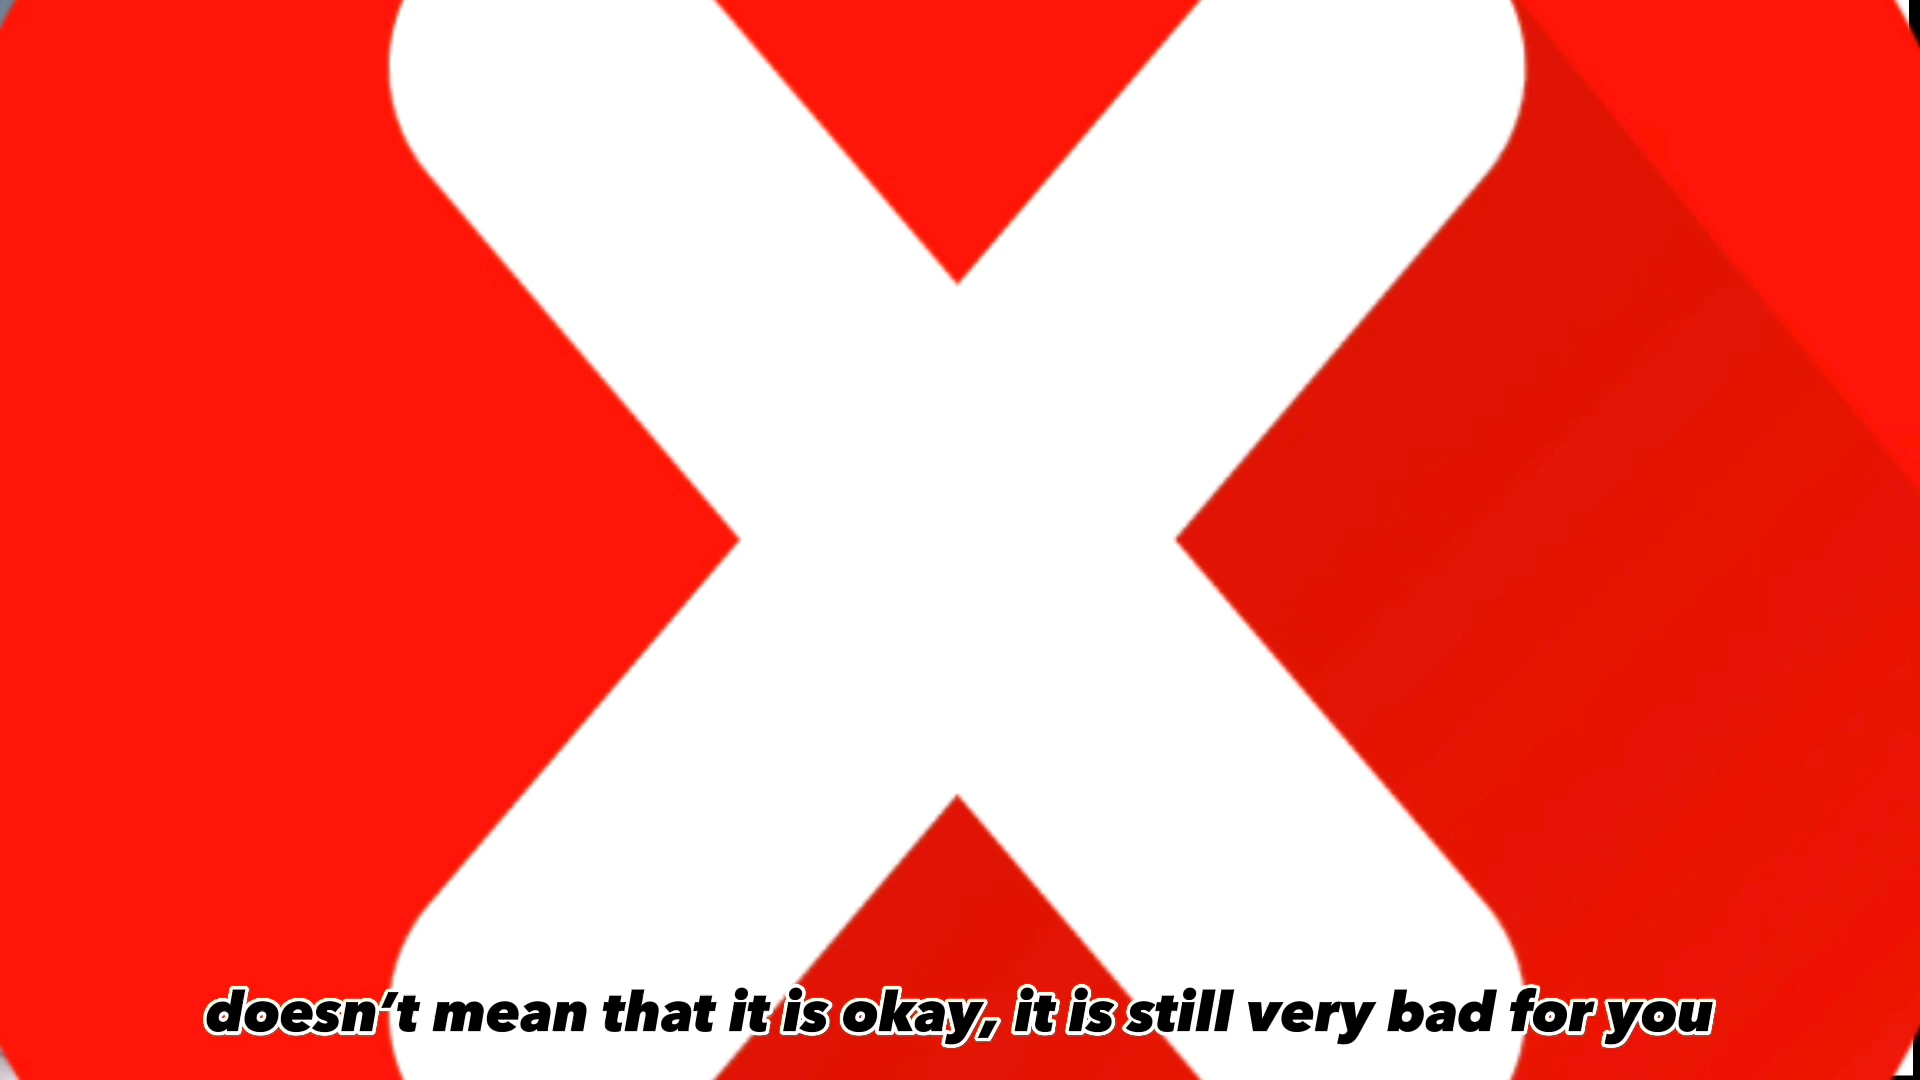 doesn't mean that it is okay, it is still very bad for you